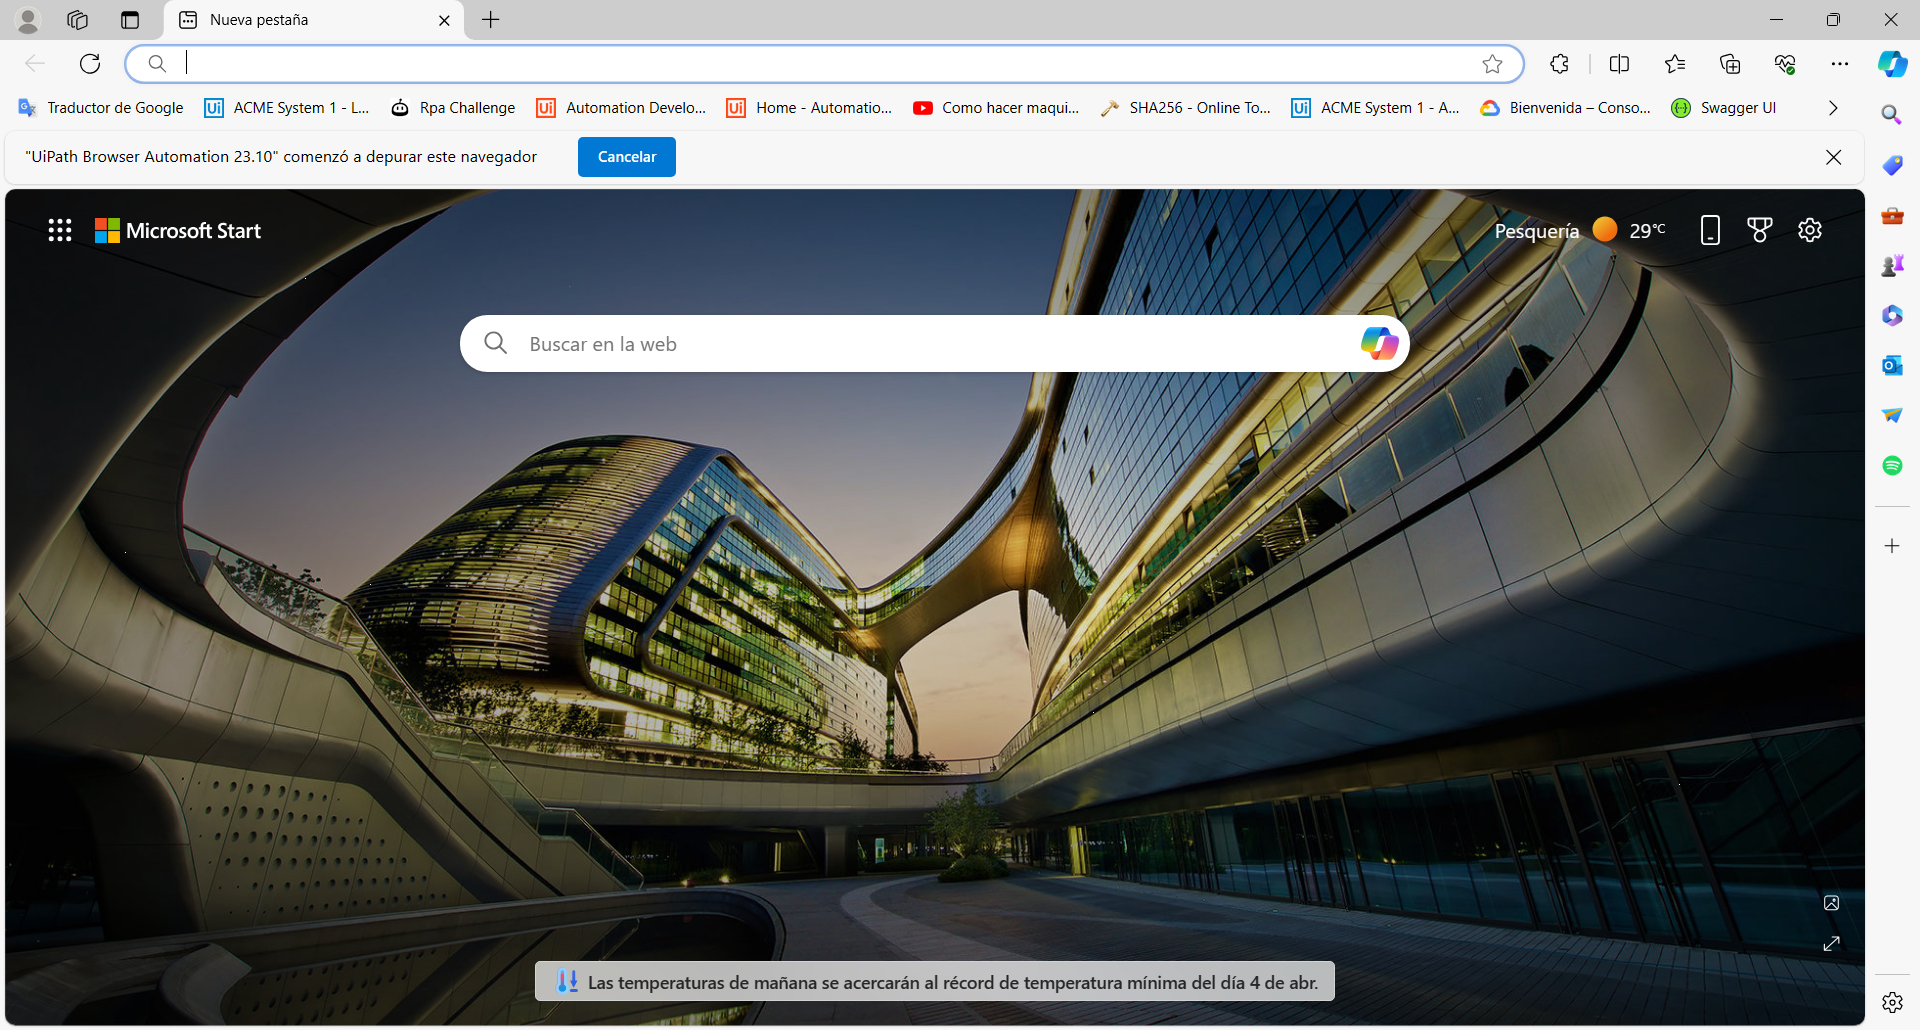 Nueva pestaña
Traductor de Google
ACME System 1 - L...
Rpa Challenge
Automation Develo...
Home - Automatio...
Como hacer maqui...
SHA256 - Online To...
ACME System 1 - A...
Bienvenida – Conso...
Swagger UI
"UiPath Browser Automation 23.10" comenzó a depurar este navegador
Cancelar
Microsoft Start
Pesquería 29°C
Buscar en la web
Las temperaturas de mañana se acercarán al récord de temperatura mínima del día 4 de abr.